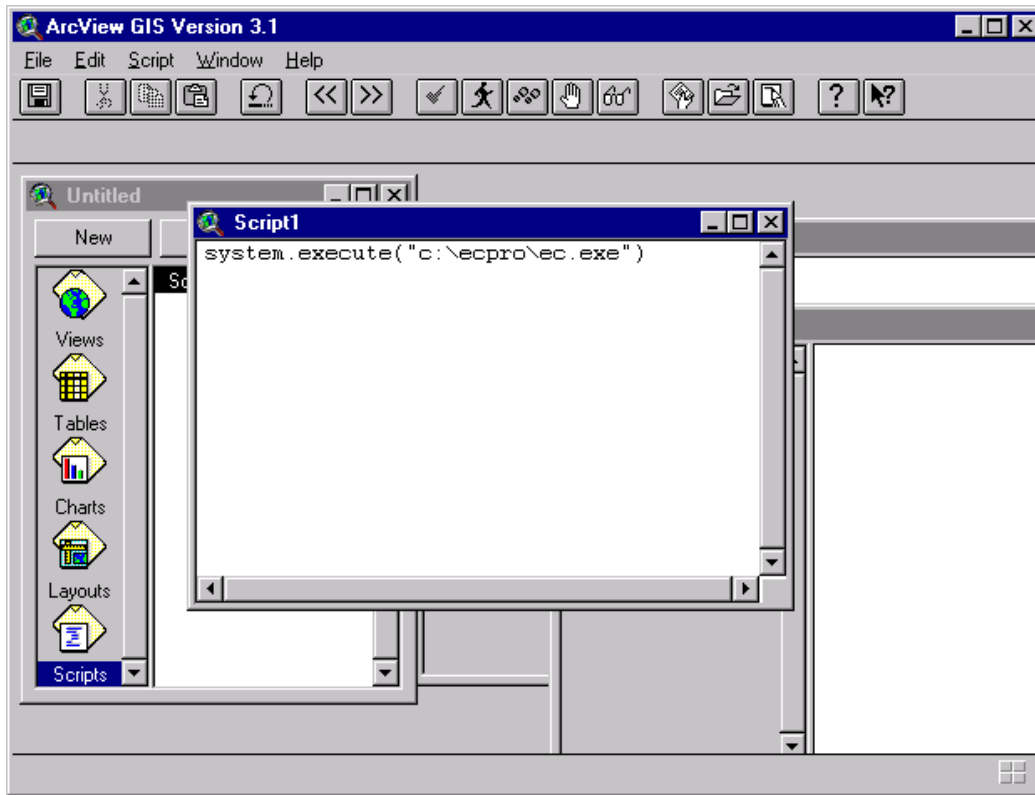 ArcView GIS Version 3.1
File Edit Script Window Help
Untitled
New
Script1
system.execute("c:\ecpro\ec.exe")
Views
Tables
Charts
Layouts
Scripts